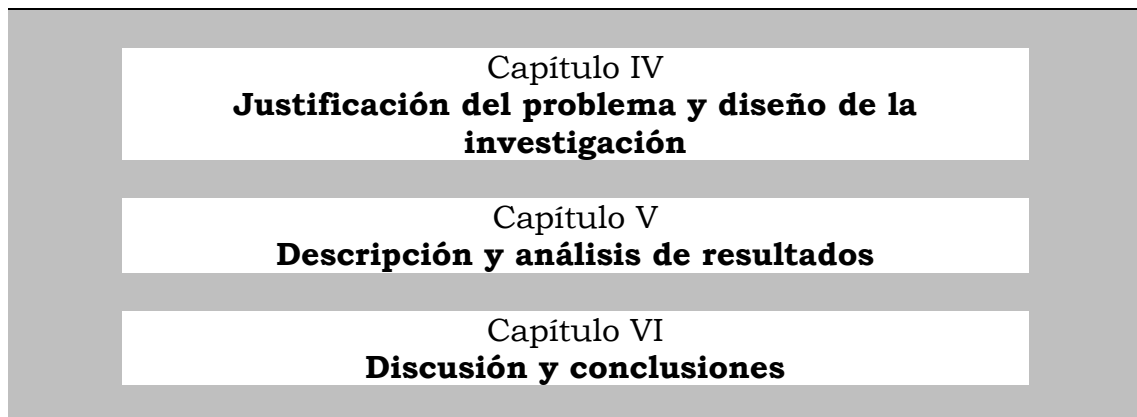 Capítulo IV
Justificación del problema y diseño de la
investigación
Capítulo V
Descripción y análisis de resultados
Capítulo VI
Discusión y conclusiones